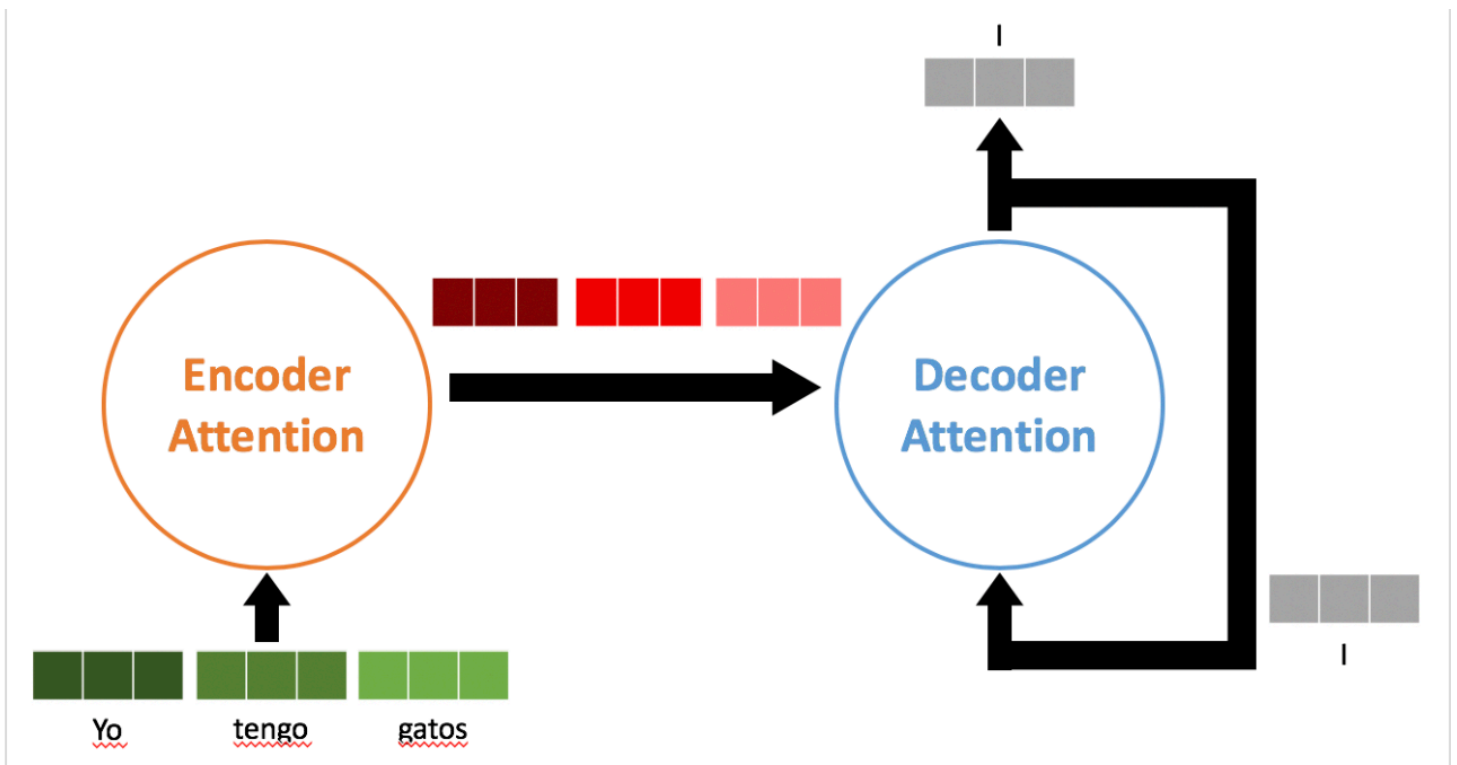 I
Encoder
Attention
Decoder
Attention
I
Yo
tengo
gatos